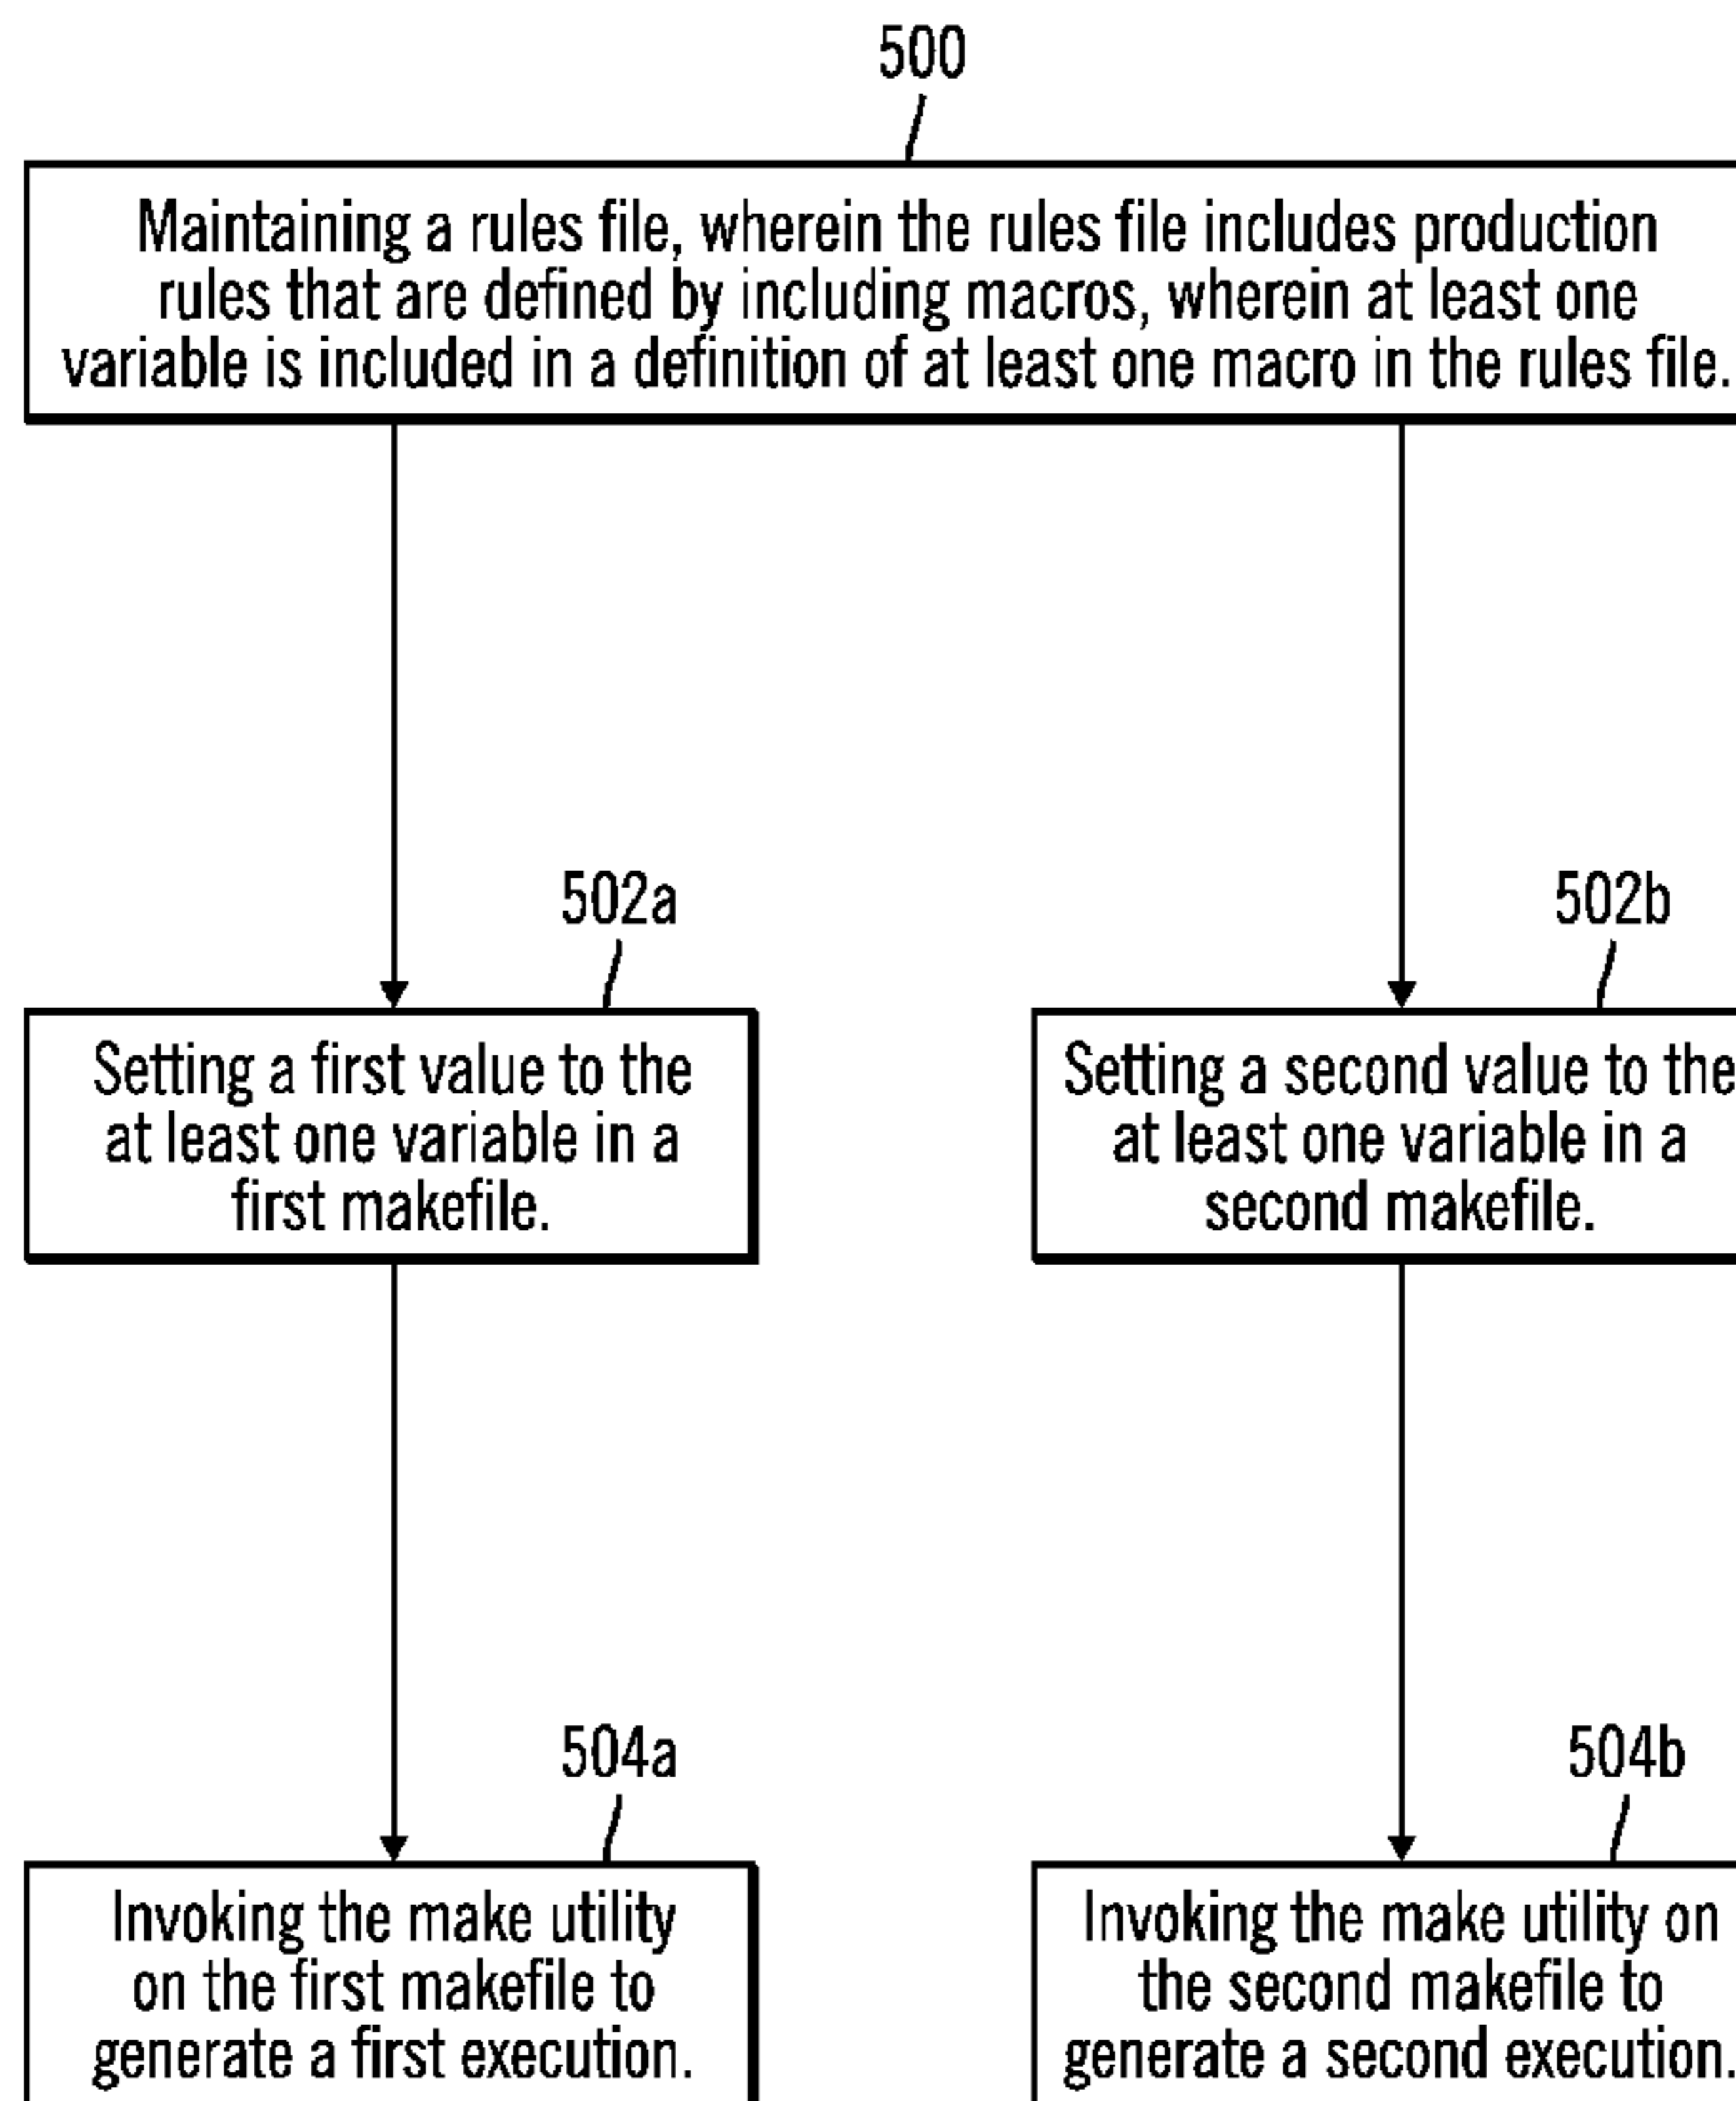 500
Maintaining a rules file, wherein the rules file includes production
rules that are defined by including macros, wherein at least one
variable is included in a definition of at least one macro in the rules file.
502a
502b
Setting a first value to the
at least one variable in a
first makefile.
Setting a second value to the
at least one variable in a
second makefile.
504a
504b
Invoking the make utility
on the first makefile to
generate a first execution.
Invoking the make utility on
the second makefile to
generate a second execution.